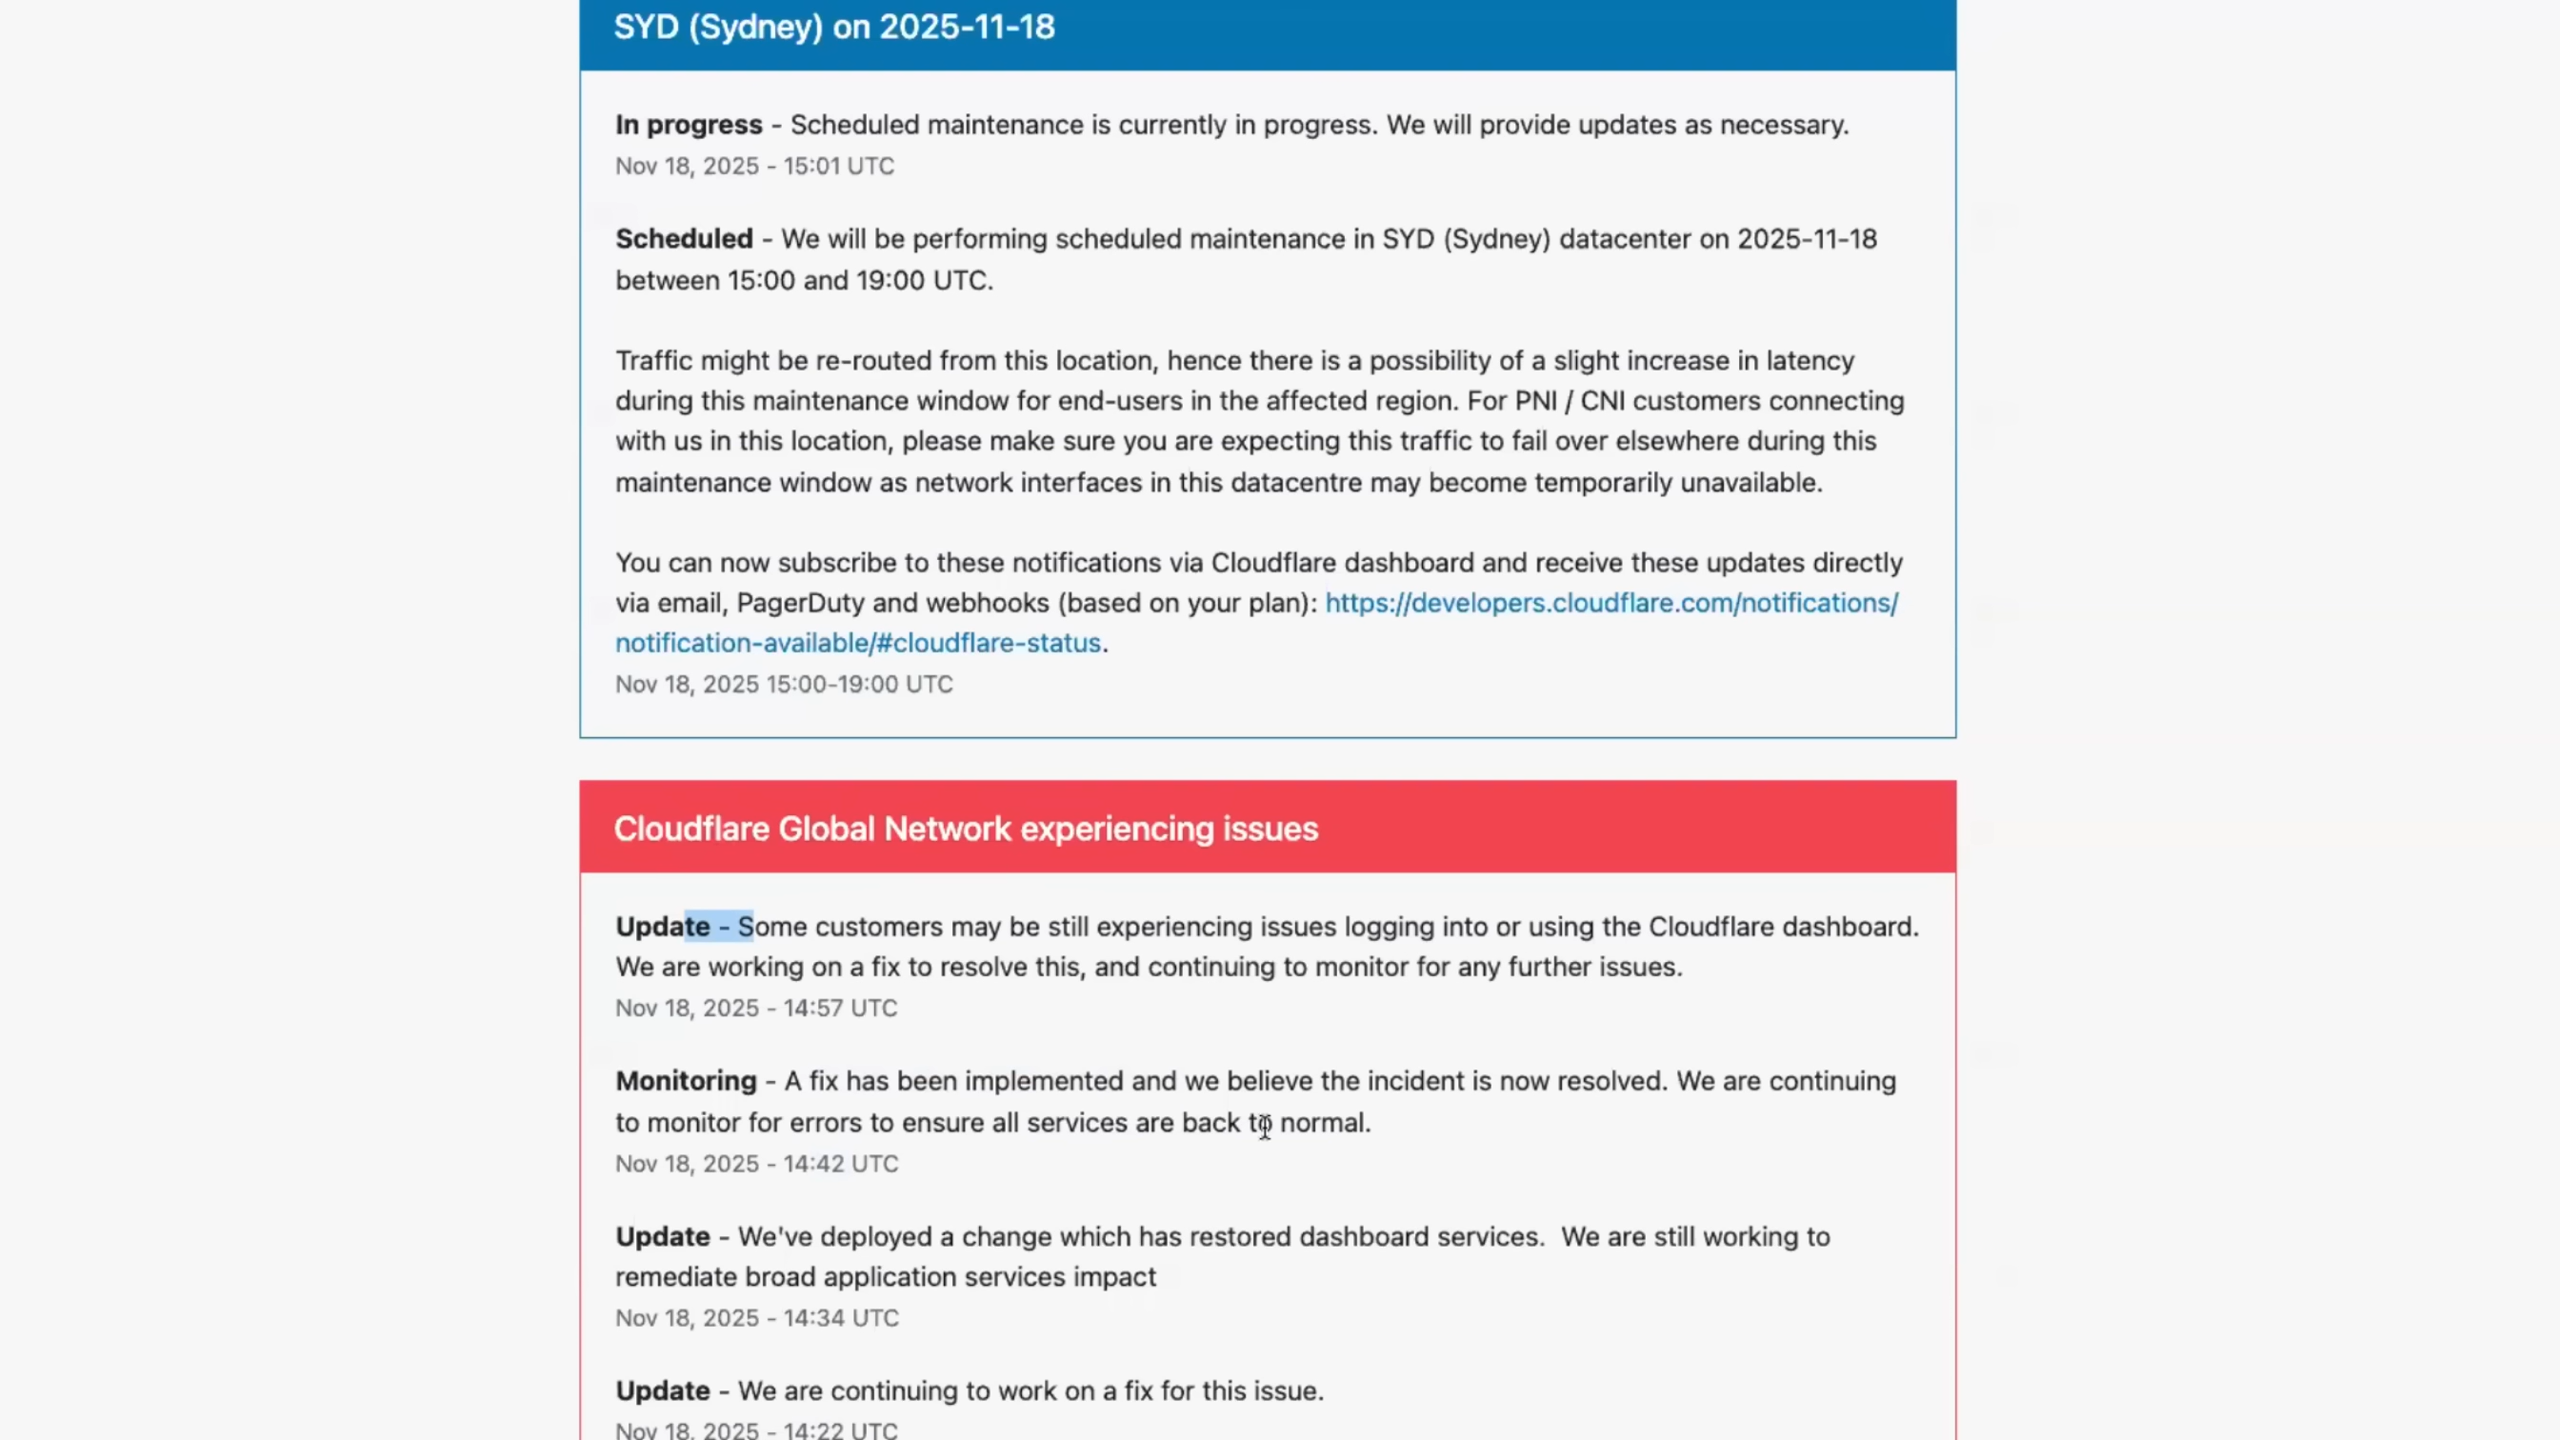 SYD (Sydney) on 2025-11-18
In progress - Scheduled maintenance is currently in progress. We will provide updates as necessary.
Nov 18, 2025 - 15:01 UTC
Scheduled - We will be performing scheduled maintenance in SYD (Sydney) datacenter on 2025-11-18
between 15:00 and 19:00 UTC.
Traffic might be re-routed from this location, hence there is a possibility of a slight increase in latency
during this maintenance window for end-users in the affected region. For PNI / CNI customers connecting
with us in this location, please make sure you are expecting this traffic to fail over elsewhere during this
maintenance window as network interfaces in this datacentre may become temporarily unavailable.
You can now subscribe to these notifications via Cloudflare dashboard and receive these updates directly
via email, PagerDuty and webhooks (based on your plan): https://developers.cloudflare.com/notifications/
notification-available/#cloudflare-status.
Nov 18, 2025 15:00-19:00 UTC
Cloudflare Global Network experiencing issues
Update - Some customers may be still experiencing issues logging into or using the Cloudflare dashboard.
We are working on a fix to resolve this, and continuing to monitor for any further issues.
Nov 18, 2025 - 14:57 UTC
Monitoring - A fix has been implemented and we believe the incident is now resolved. We are continuing
to monitor for errors to ensure all services are back to normal.
Nov 18, 2025 - 14:42 UTC
Update - We've deployed a change which has restored dashboard services.  We are still working to
remediate broad application services impact
Nov 18, 2025 - 14:34 UTC
Update - We are continuing to work on a fix for this issue.
Nov 18, 2025 - 14:22 UTC